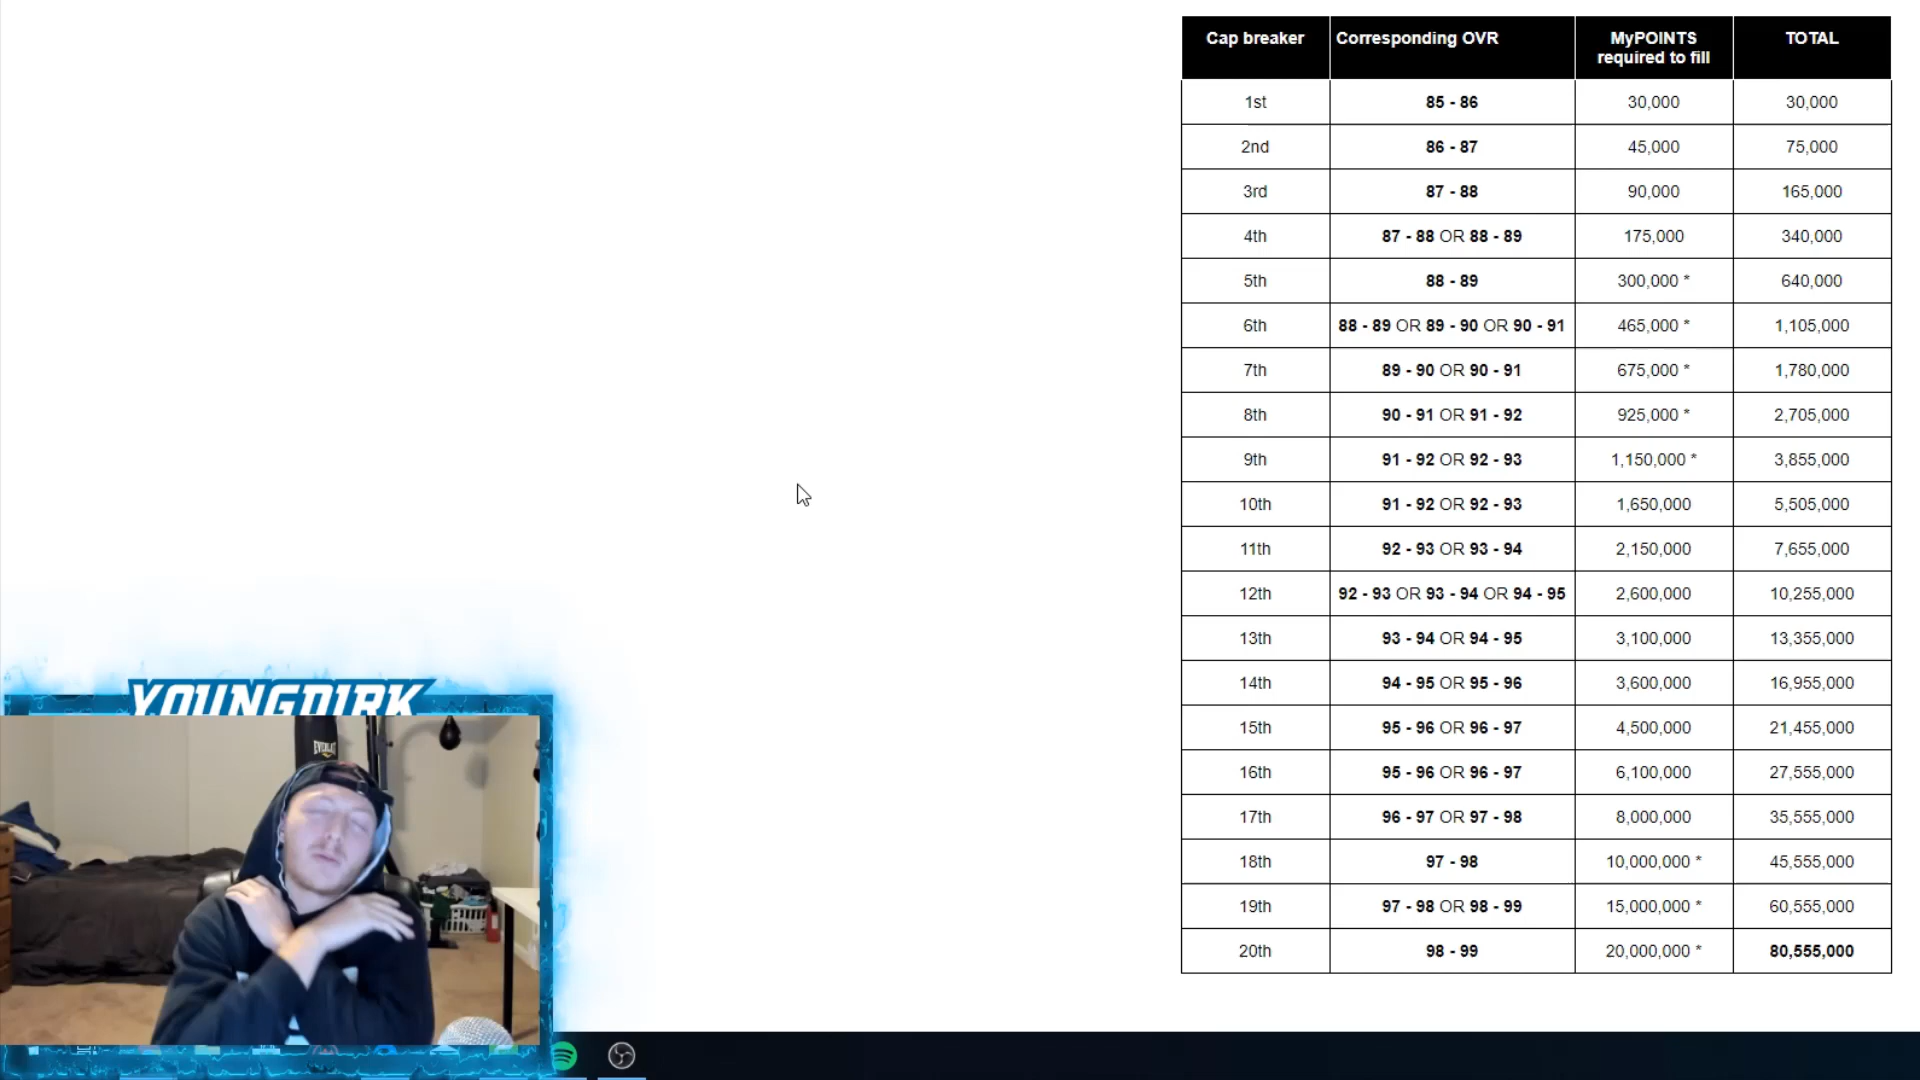 Cap breaker Corresponding OVR MyPOINTS required to fill TOTAL
1st 85 - 86 30,000 30,000
2nd 86 - 87 45,000 75,000
3rd 87 - 88 90,000 165,000
4th 87 - 88 OR 88 - 89 175,000 340,000
5th 88 - 89 300,000 * 640,000
6th 88 - 89 OR 89 - 90 OR 90 - 91 465,000 * 1,105,000
7th 89 - 90 OR 90 - 91 675,000 * 1,780,000
8th 90 - 91 OR 91 - 92 925,000 * 2,705,000
9th 91 - 92 OR 92 - 93 1,150,000 * 3,855,000
10th 91 - 92 OR 92 - 93 1,650,000 5,505,000
11th 92 - 93 OR 93 - 94 2,150,000 7,655,000
12th 92 - 93 OR 93 - 94 OR 94 - 95 2,600,000 10,255,000
13th 93 - 94 OR 94 - 95 3,100,000 13,355,000
14th 94 - 95 OR 95 - 96 3,600,000 16,955,000
15th 95 - 96 OR 96 - 97 4,500,000 21,455,000
16th 95 - 96 OR 96 - 97 6,100,000 27,555,000
17th 96 - 97 OR 97 - 98 8,000,000 35,555,000
18th 97 - 98 10,000,000 * 45,555,000
19th 97 - 98 OR 98 - 99 15,000,000 * 60,555,000
20th 98 - 99 20,000,000 * 80,555,000
YOUNGDIRK
EVERLAST